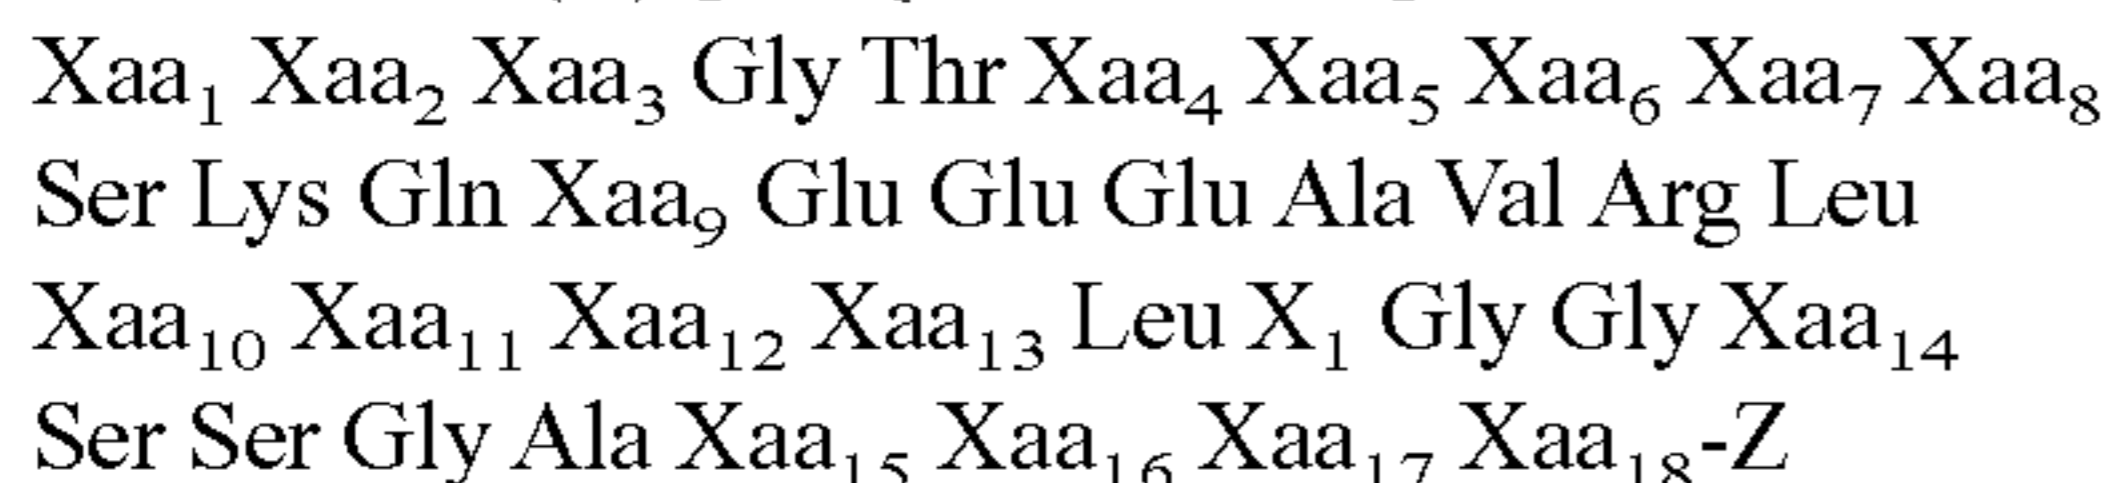 Xaa₁ Xaa₂ Xaa₃ Gly Thr Xaa₄ Xaa₅ Xaa₆ Xaa₇ Xaa₈
Ser Lys Gln Xaa₉ Glu Glu Glu Ala Val Arg Leu
Xaa₁₀ Xaa₁₁ Xaa₁₂ Xaa₁₃ Leu X₁ Gly Gly Xaa₁₄
Ser Ser Gly Ala Xaa₁₅ Xaa₁₆ Xaa₁₇ Xaa₁₈-Z